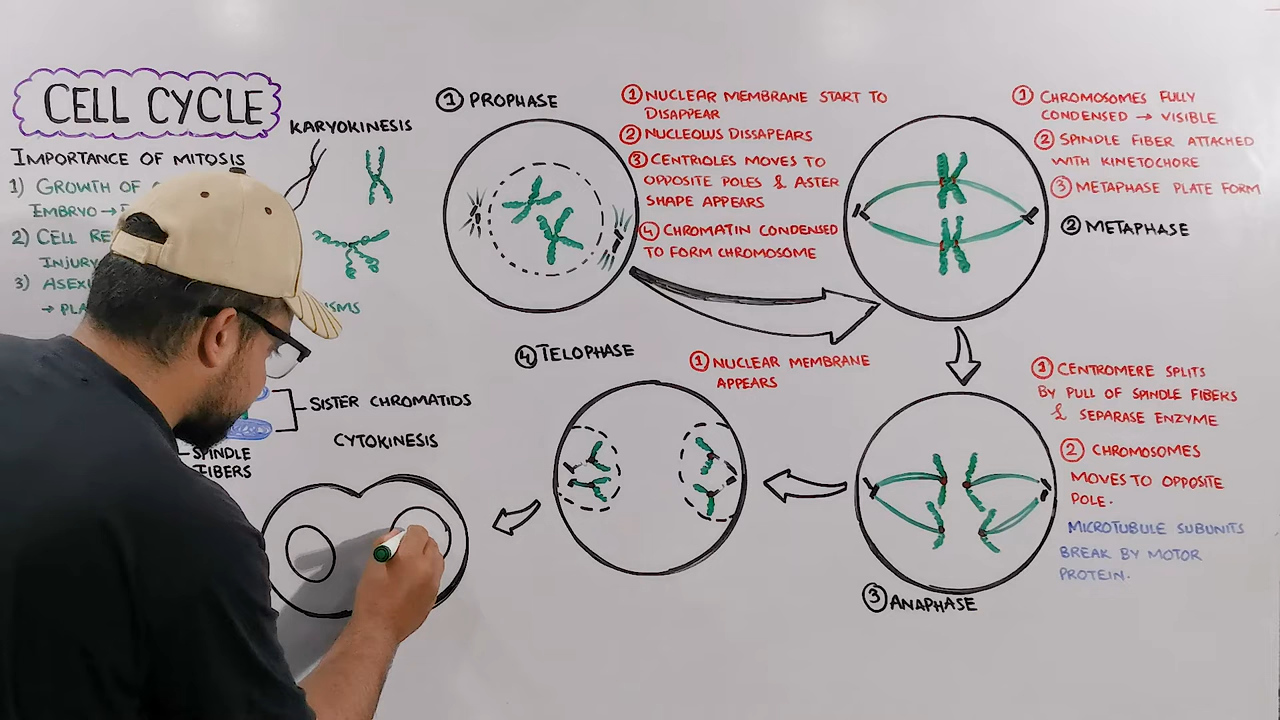 CELL CYCLE
IMPORTANCE OF MITOSIS
1) GROWTH OF
EMBRYO →
2) CELL
INJURY
3)
→
KARYOKINESIS
SISTER CHROMATIDS
SPINDLE
FIBERS
CYTOKINESIS
① PROPHASE
① NUCLEAR MEMBRANE START TO
DISAPPEAR
② NUCLEOLUS DISSAPEARS
③ CENTRIOLES MOVES TO
OPPOSITE POLES & ASTER
SHAPE APPEARS
④ CHROMATIN CONDENSED
TO FORM CHROMOSOME
① CHROMOSOMES FULLY
CONDENSED → VISIBLE
② SPINDLE FIBER ATTACHED
WITH KINETOCHORE
③ METAPHASE PLATE FORM
② METAPHASE
① CENTROMERE SPLITS
BY PULL OF SPINDLE FIBERS
& SEPARASE ENZYME
② CHROMOSOMES
MOVES TO OPPOSITE
POLE.
MICROTUBULE SUBUNITS
BREAK BY MOTOR
PROTEIN.
③ ANAPHASE
④ TELOPHASE
① NUCLEAR MEMBRANE
APPEARS